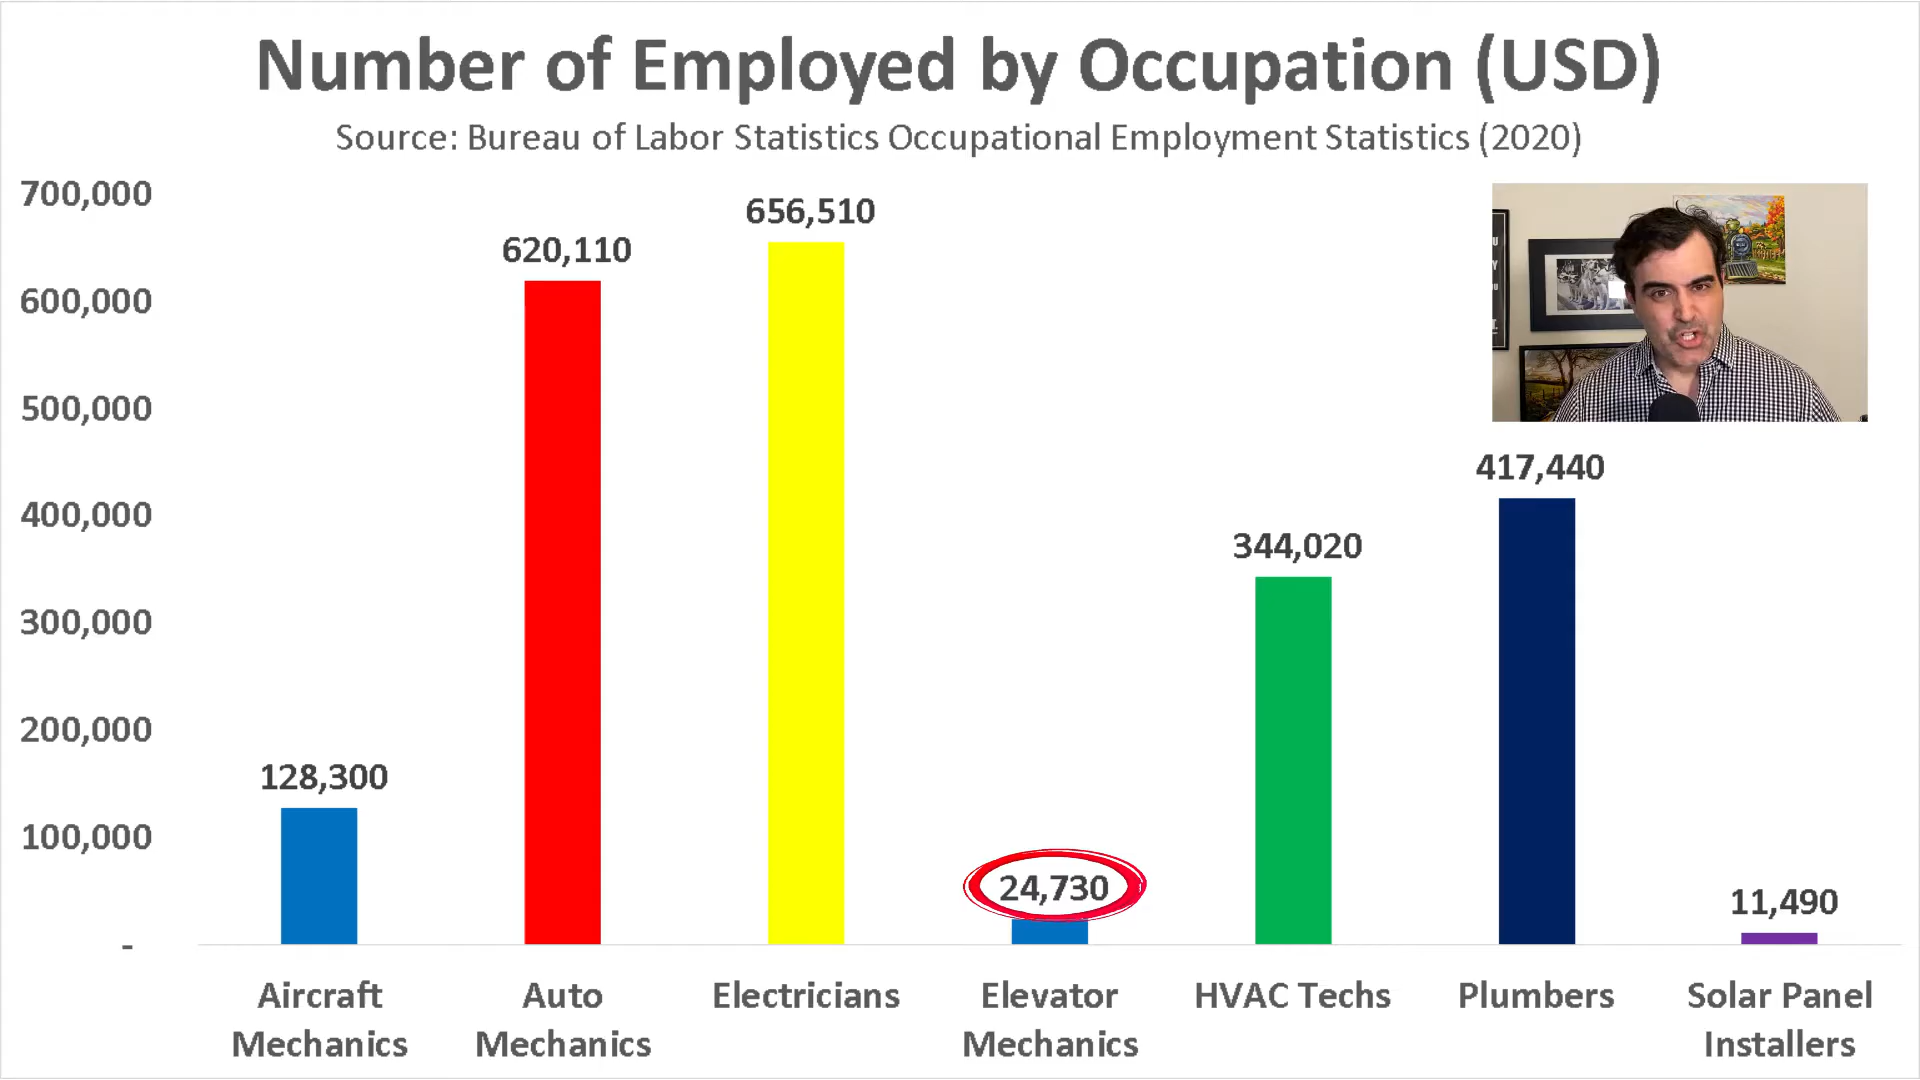 Number of Employed by Occupation (USD)
Source: Bureau of Labor Statistics Occupational Employment Statistics (2020)
700,000
600,000
500,000
400,000
300,000
200,000
100,000
-
128,300
620,110
656,510
24,730
344,020
417,440
11,490
Aircraft
Mechanics
Auto
Mechanics
Electricians
Elevator
Mechanics
HVAC Techs
Plumbers
Solar Panel
Installers